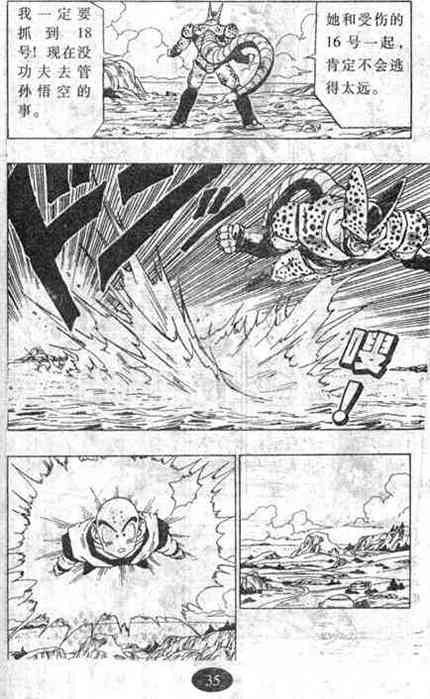 她和受伤的
16号一起，
肯定不会逃
得太远。
我一定要
抓到18
号！现在没
功夫去管
孙悟空的
事。
ドンッ
嗖！
35